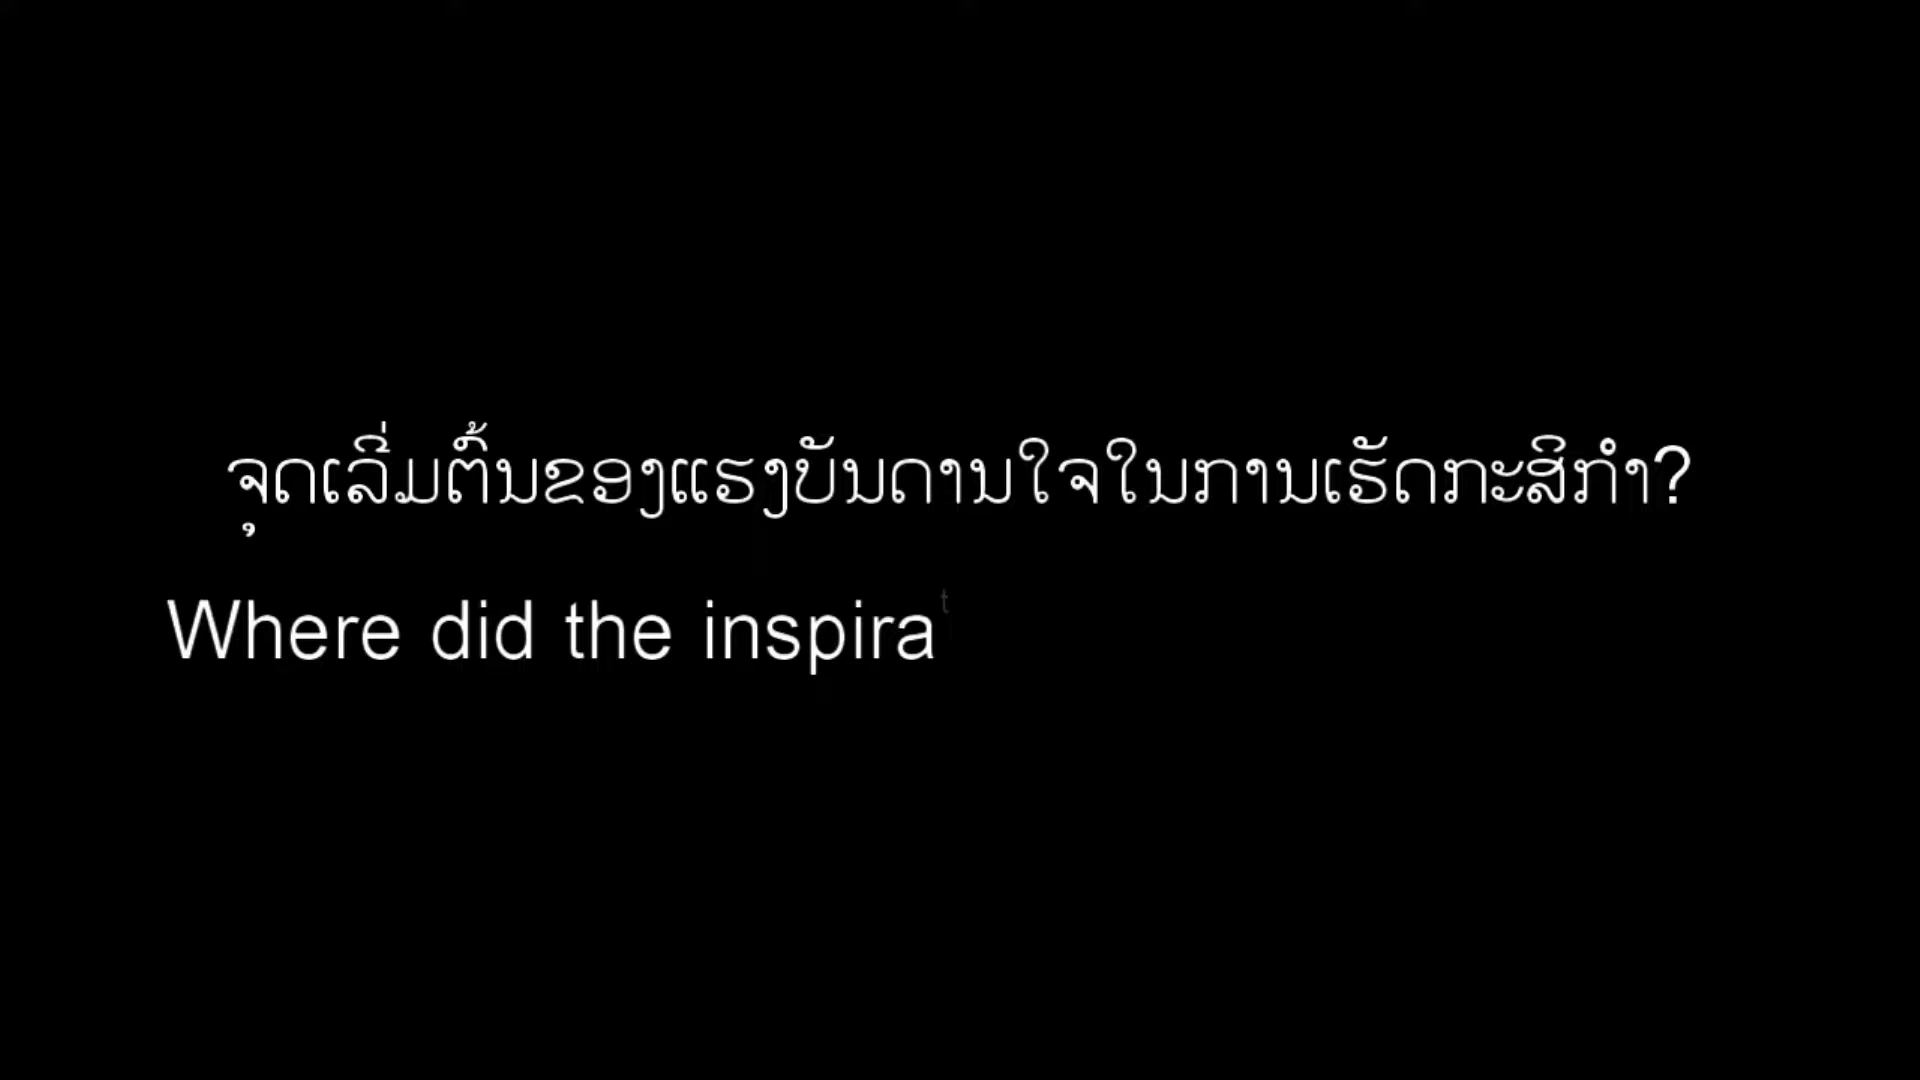 ຈຸດເລີ່ມຕົ້ນຂອງແຮງບັນດານໃຈໃນການເຮັດກະສິກຳ?
Where did the inspirat